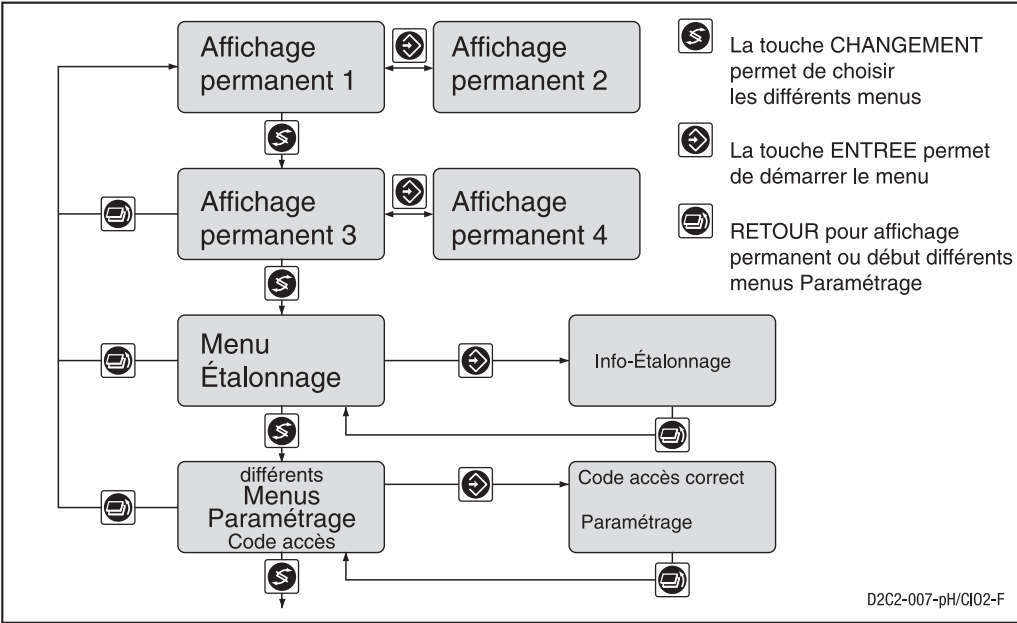 Affichage
permanent 1
Affichage
permanent 2
La touche CHANGEMENT
permet de choisir
les différents menus
La touche ENTREE permet
de démarrer le menu
Affichage
permanent 3
Affichage
permanent 4
RETOUR pour affichage
permanent ou début différents
menus Paramétrage
Menu
Étalonnage
Info-Étalonnage
différents
Menus
Paramétrage
Code accès
Code accès correct
Paramétrage
D2C2-007-pH/ClO2-F